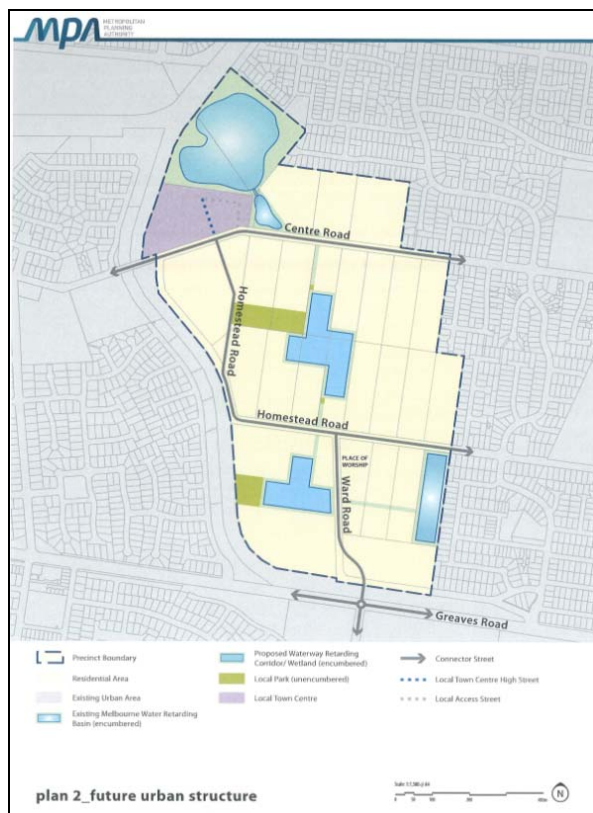 MPA
METROPOLITAN
PLANNING
AUTHORITY
Centre Road
Homestead Road
Homestead Road
PLACE OF
WORSHIP
Ward Road
Greaves Road
Precinct Boundary
Residential Area
Existing Urban Area
Existing Melbourne Water Retarding
Basin (encumbered)
Proposed Waterway Retarding
Corridor/ Wetland (encumbered)
Local Park (unencumbered)
Local Town Centre
Connector Street
Local Town Centre High Street
Local Access Street
plan 2_future urban structure
N